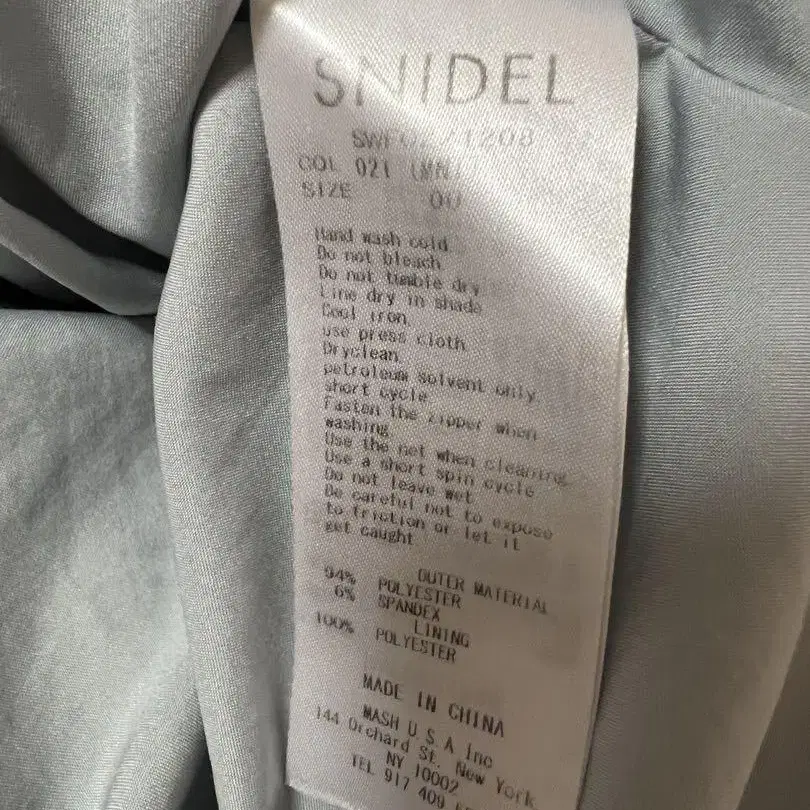 SNIDEL
COL 021
SIZE 00
Hand wash cold
Do not bleach
Do not tumble dry
Line dry in shade
Cool iron
use press cloth
Dryclean
petroleum solvent only
short cycle
Fasten the zipper when
washing
Use the net when cleaning
Use a short spin cycle
Do not leave wet
Be careful not to expose
to friction or let it
get caught
OUTER MATERIAL
94% POLYESTER
6% SPANDEX
LINING
100% POLYESTER
MADE IN CHINA
MASH U S A Inc
144 Orchard St. New York
NY 10002
TEL 917 409